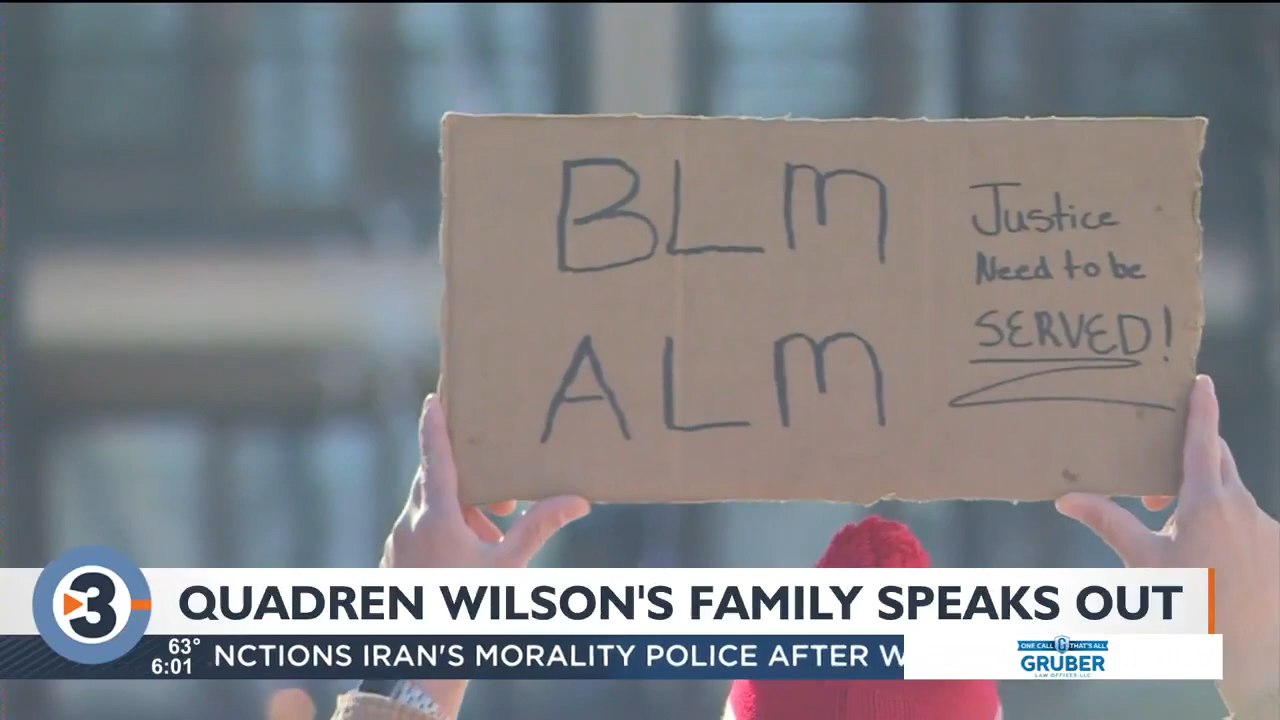 BLM
ALM
Justice
Need to be
SERVED!
3
QUADREN WILSON'S FAMILY SPEAKS OUT
63°
6:01
NCTIONS IRAN'S MORALITY POLICE AFTER W
ONE CALL G THAT'S ALL
GRUBER
LAW OFFICES LLC